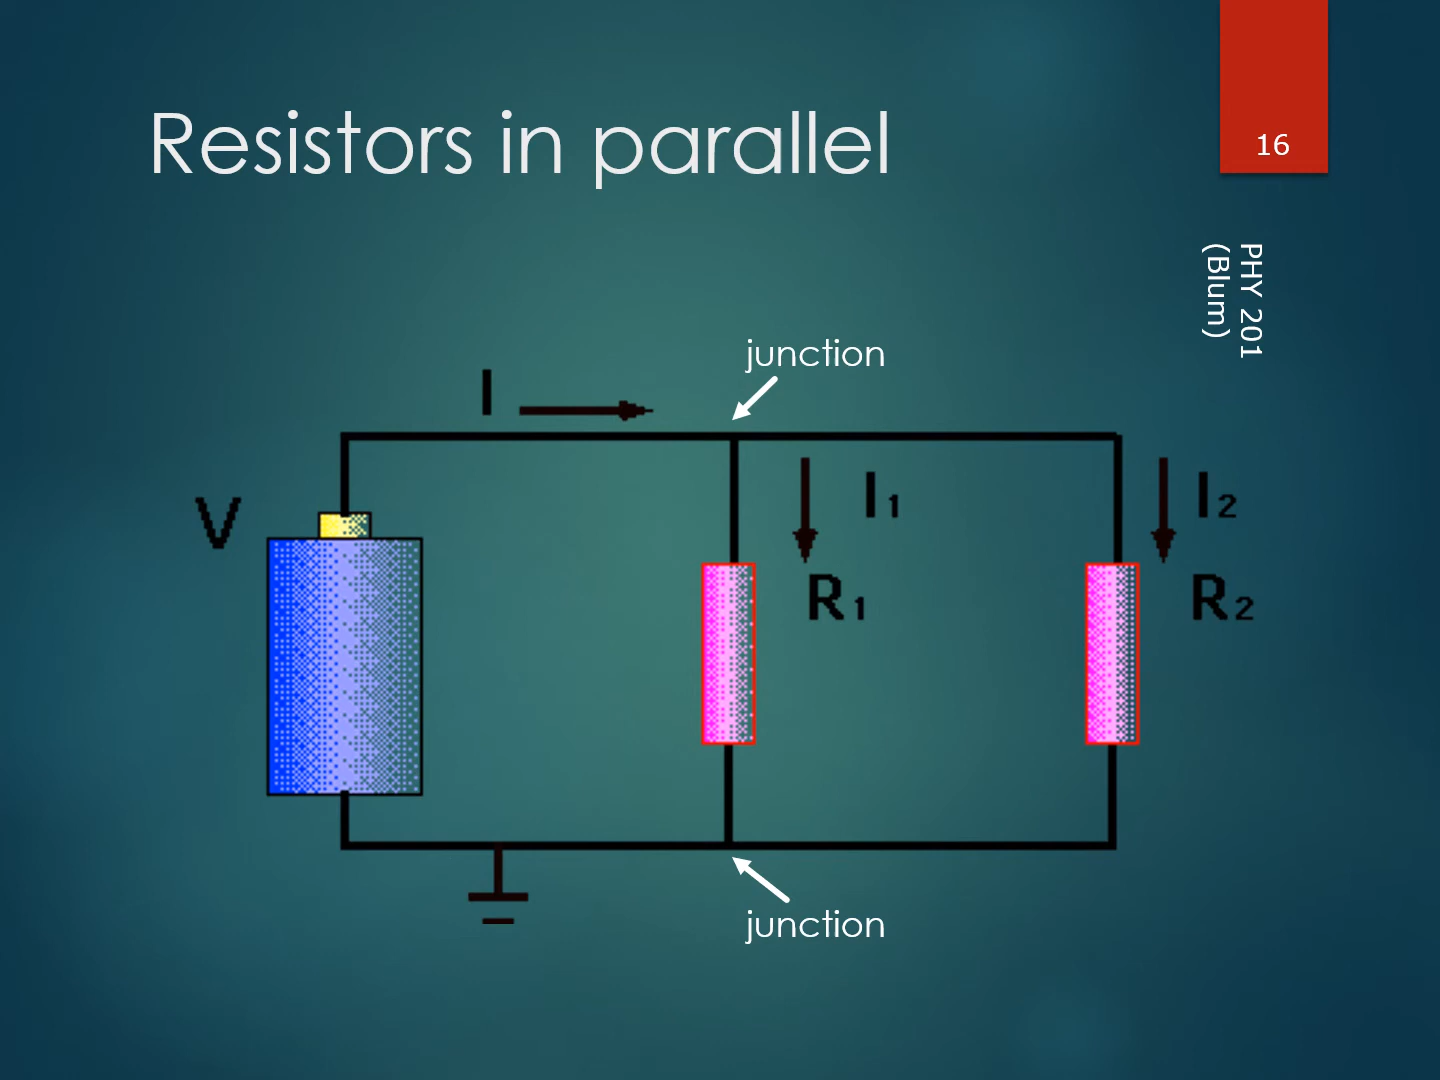 Resistors in parallel
16
PHY 201
(Blum)
junction
I
V
I1
I2
R1
R2
junction